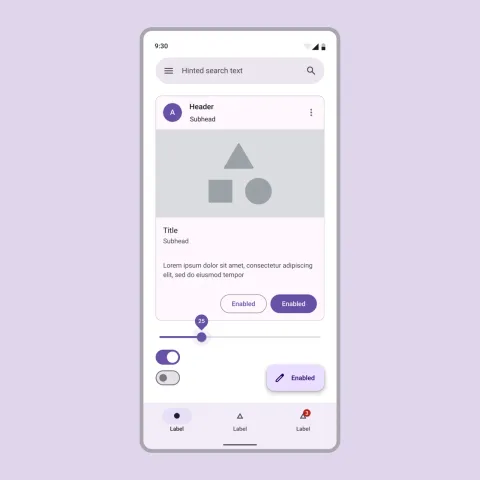 9:30
Hinted search text
A
Header
Subhead
Title
Subhead
Lorem ipsum dolor sit amet, consectetur adipiscing
elit, sed do eiusmod tempor
Enabled
Enabled
25
Enabled
3
Label
Label
Label